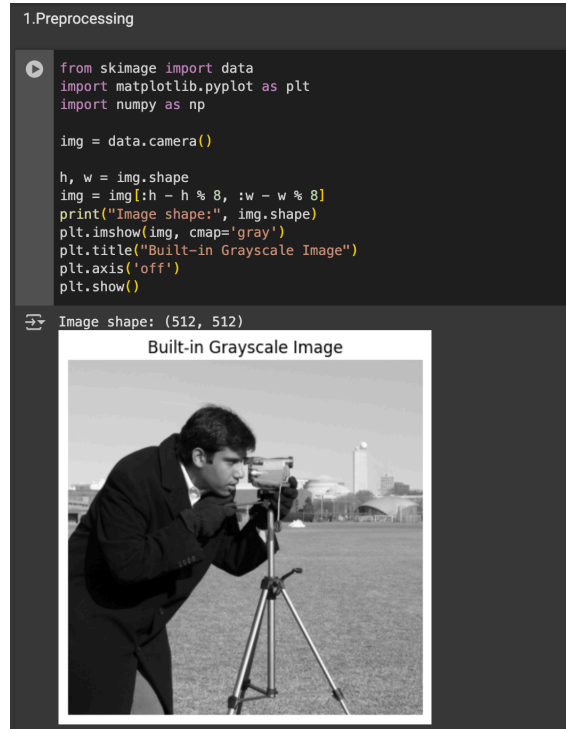 1.Preprocessing
from skimage import data
import matplotlib.pyplot as plt
import numpy as np
img = data.camera()
h, w = img.shape
img = img[:h - h % 8, :w - w % 8]
print("Image shape:", img.shape)
plt.imshow(img, cmap='gray')
plt.title("Built-in Grayscale Image")
plt.axis('off')
plt.show()
Image shape: (512, 512)
Built-in Grayscale Image